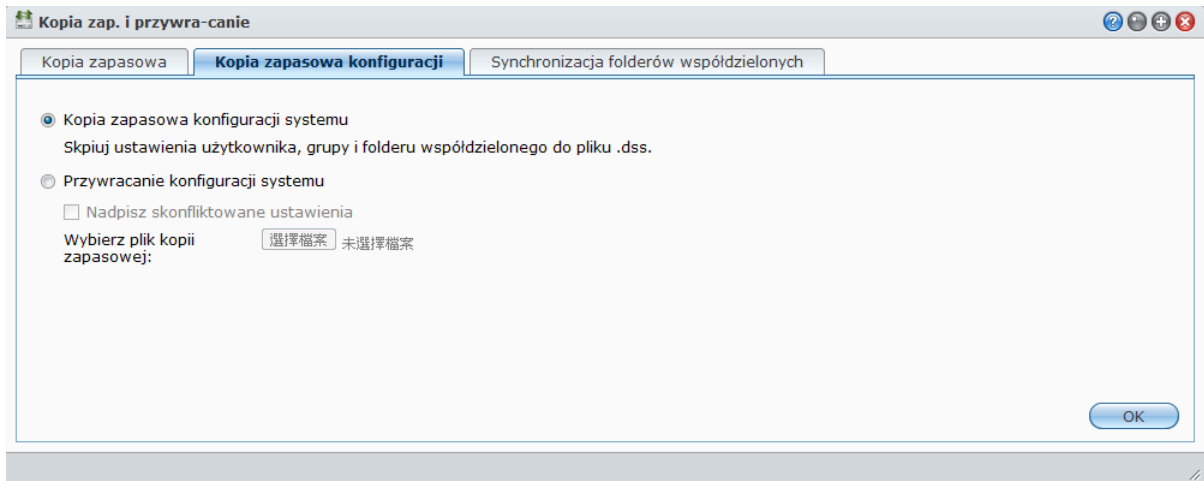 Kopia zap. i przywra-canie
Kopia zapasowa
Kopia zapasowa konfiguracji
Synchronizacja folderów współdzielonych
Kopia zapasowa konfiguracji systemu
Skpiuj ustawienia użytkownika, grupy i folderu współdzielonego do pliku .dss.
Przywracanie konfiguracji systemu
Nadpisz skonfliktowane ustawienia
Wybierz plik kopii
zapasowej:
選擇檔案 未選擇檔案
OK